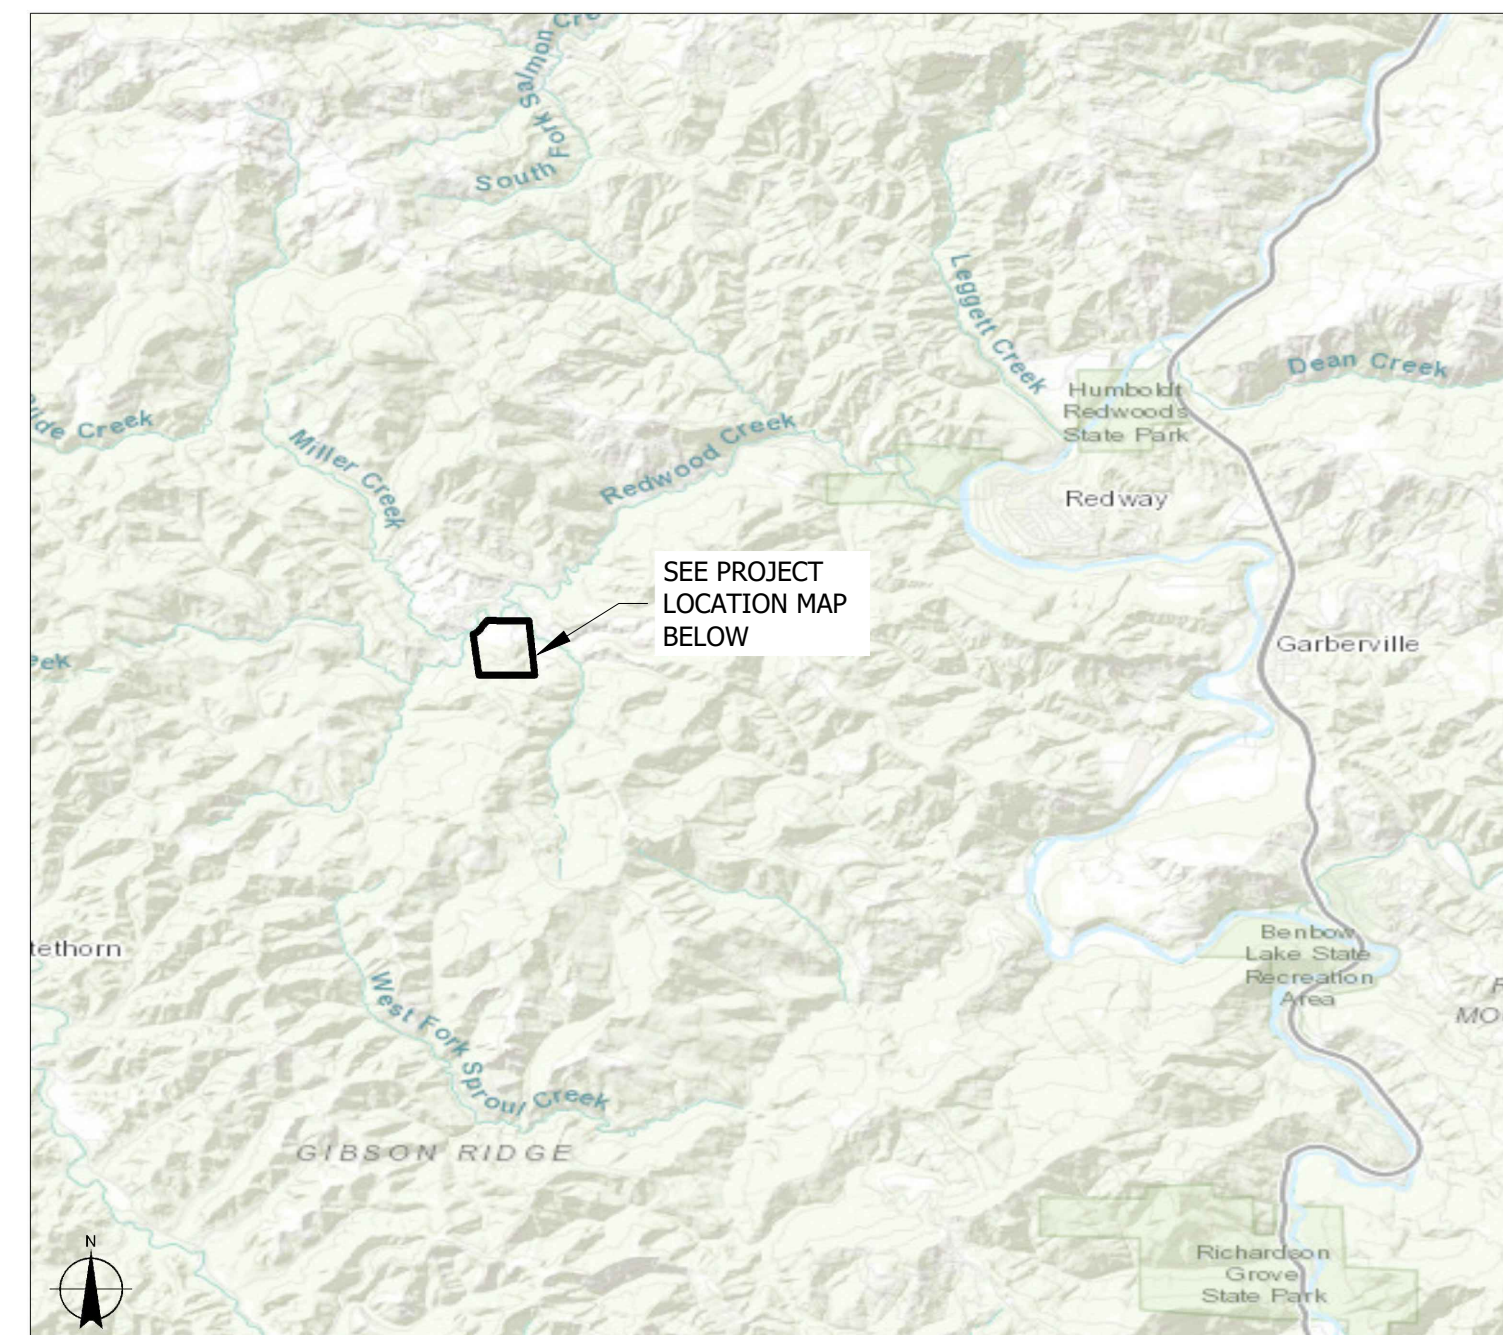 South Fork Salmon Cre
Leggett Creek
Dean Creek
Humboldt
Redwoods
State Park
Creek
Miller Creek
Redwood Creek
Redway
SEE PROJECT
LOCATION MAP
BELOW
Garberville
eek
Benbow
Lake State
Recreation
Area
tethorn
MO
West Fork Sproul Creek
GIBSON RIDGE
N
Richardson
Grove
State Park